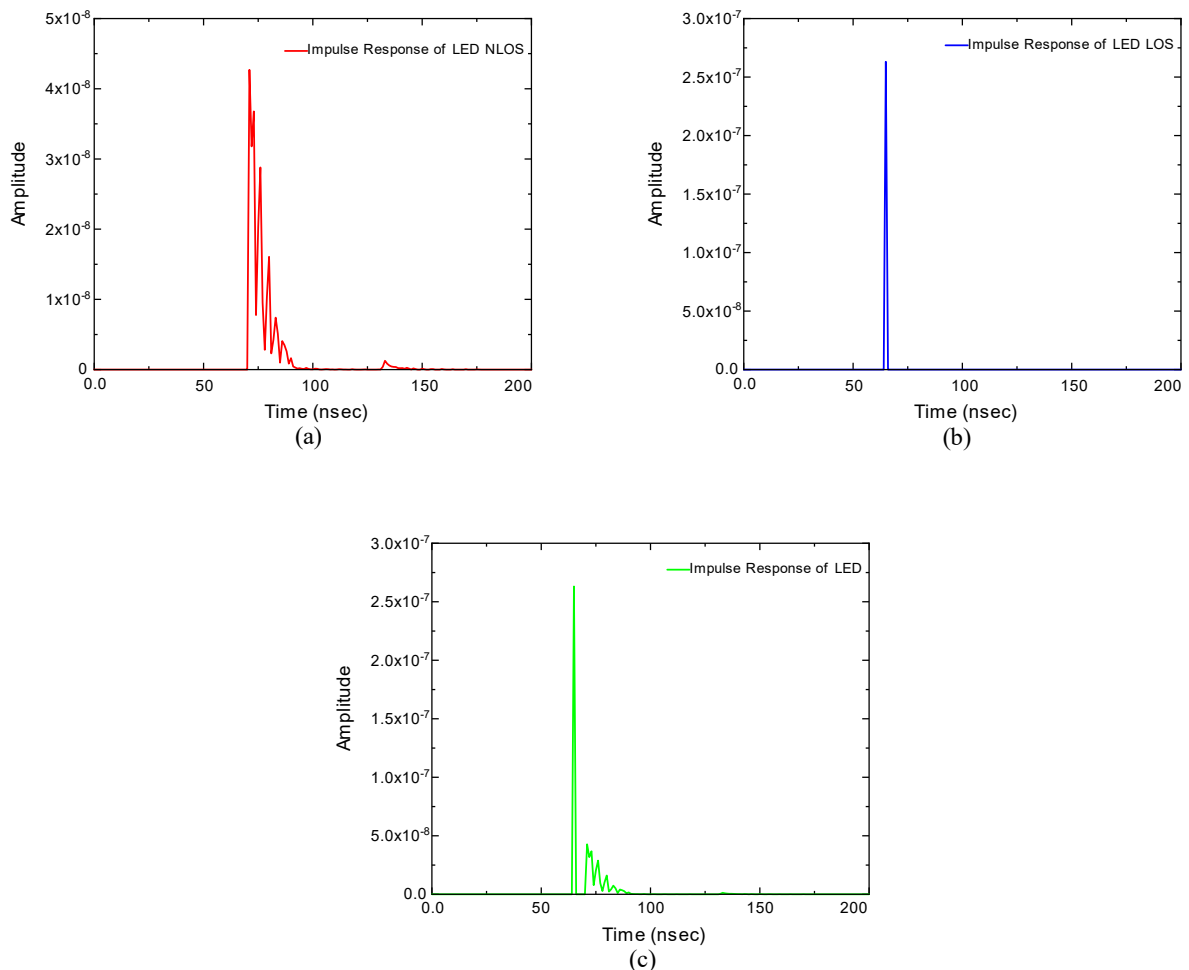 5x10⁻⁸
Impulse Response of LED NLOS
4x10⁻⁸
3x10⁻⁸
2x10⁻⁸
1x10⁻⁸
0
Amplitude
0.0 50 100 150 200
Time (nsec)
(a)
3.0x10⁻⁷
Impulse Response of LED LOS
2.5x10⁻⁷
2.0x10⁻⁷
1.5x10⁻⁷
1.0x10⁻⁷
5.0x10⁻⁸
0.0
Amplitude
0.0 50 100 150 200
Time (nsec)
(b)
3.0x10⁻⁷
Impulse Response of LED
2.5x10⁻⁷
2.0x10⁻⁷
1.5x10⁻⁷
1.0x10⁻⁷
5.0x10⁻⁸
0.0
Amplitude
0.0 50 100 150 200
Time (nsec)
(c)